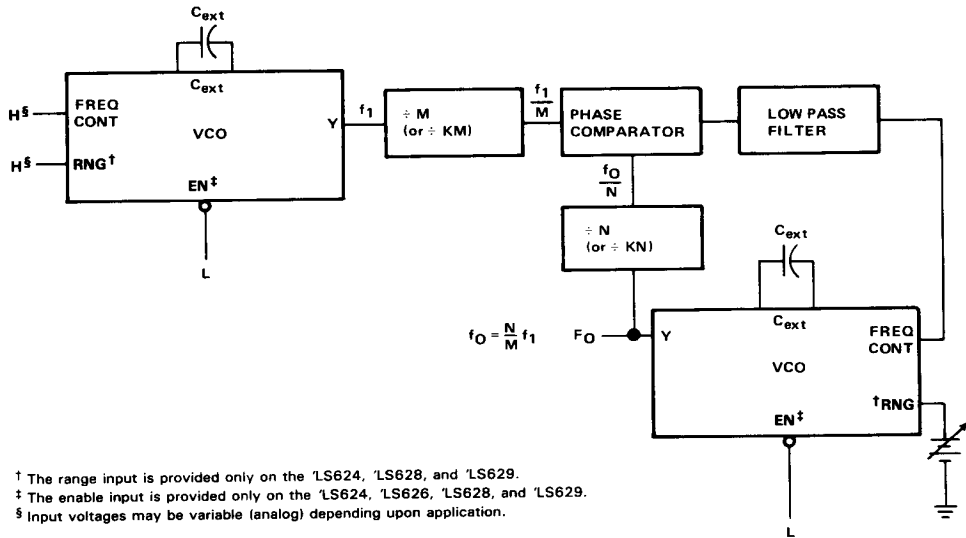 Cext
Cext
FREQ
CONT
H§
VCO
Y
f1
÷ M
(or ÷ KM)
f1
M
PHASE
COMPARATOR
LOW PASS
FILTER
H§
RNG†
EN‡
L
fO
N
÷ N
(or ÷ KN)
Cext
Cext
fO = N/M f1
FO
Y
FREQ
CONT
VCO
†RNG
EN‡
L
† The range input is provided only on the 'LS624, 'LS628, and 'LS629.
‡ The enable input is provided only on the 'LS624, 'LS626, 'LS628, and 'LS629.
§ Input voltages may be variable (analog) depending upon application.